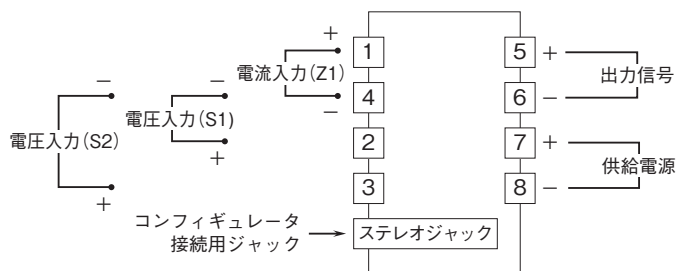 +
電流入力(Z1)
−
−
電圧入力(S1)
+
−
電圧入力(S2)
+
1
4
2
3
5 +
6 −
出力信号
7 +
8 −
供給電源
コンフィギュレータ
接続用ジャック
ステレオジャック